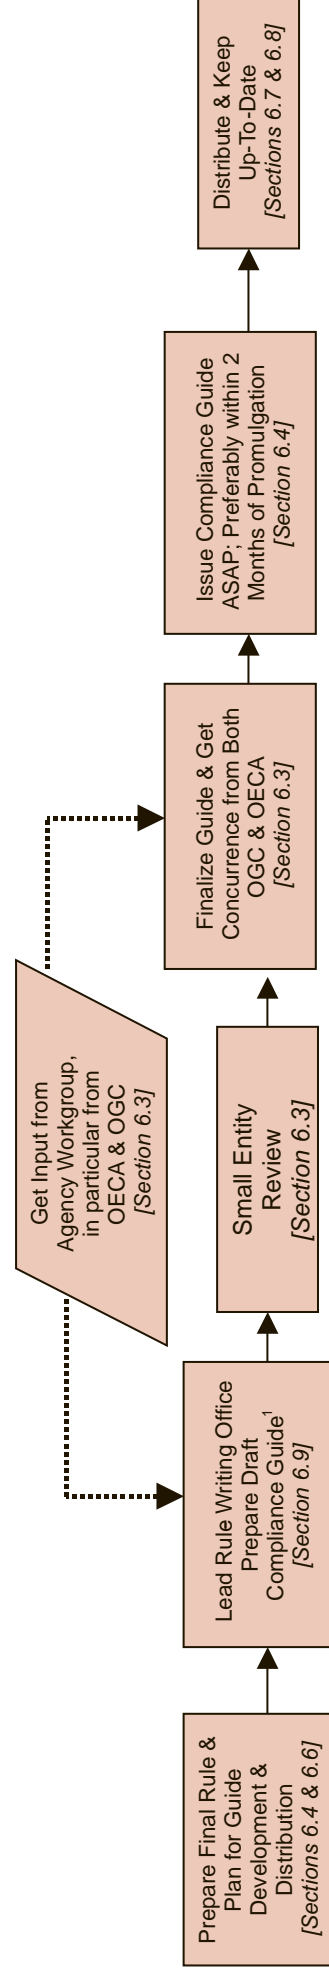 Prepare Final Rule &
Plan for Guide
Development &
Distribution
[Sections 6.4 & 6.6]
Lead Rule Writing Office
Prepare Draft
Compliance Guide¹
[Section 6.9]
Get Input from
Agency Workgroup,
in particular from
OECA & OGC
[Section 6.3]
Small Entity
Review
[Section 6.3]
Finalize Guide & Get
Concurrence from Both
OGC & OECA
[Section 6.3]
Issue Compliance Guide
ASAP; Preferably within 2
Months of Promulgation
[Section 6.4]
Distribute & Keep
Up-To-Date
[Sections 6.7 & 6.8]